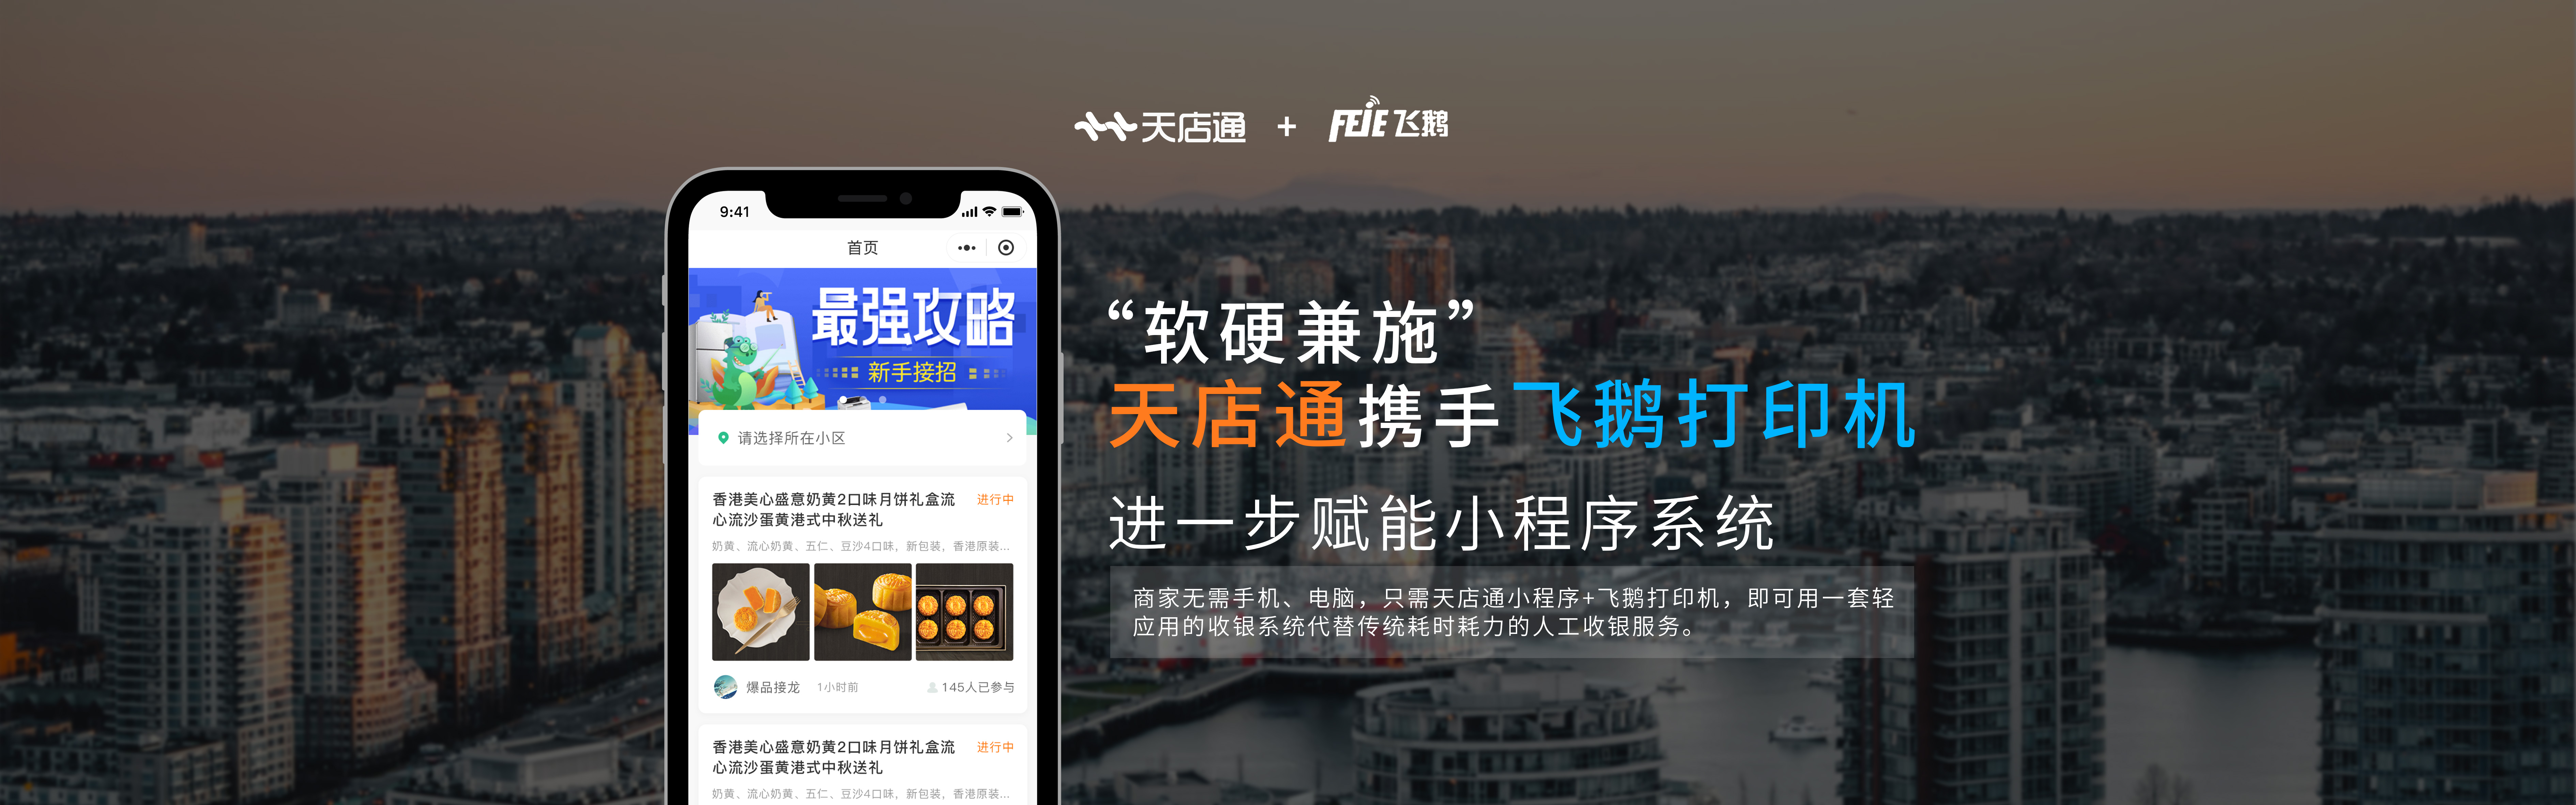 天店通 + FEIE 飞鹅
9:41
首页
最强攻略
新手接招
请选择所在小区
香港美心盛意奶黄2口味月饼礼盒流
心流沙蛋黄港式中秋送礼
进行中
奶黄、流心奶黄、五仁、豆沙4口味，新包装，香港原装...
爆品接龙 1小时前 145人已参与
香港美心盛意奶黄2口味月饼礼盒流
心流沙蛋黄港式中秋送礼
进行中
奶黄、流心奶黄、五仁、豆沙4口味，新包装，香港原装...
“软硬兼施”
天店通携手飞鹅打印机
进一步赋能小程序系统
商家无需手机、电脑，只需天店通小程序+飞鹅打印机，即可用一套轻
应用的收银系统代替传统耗时耗力的人工收银服务。